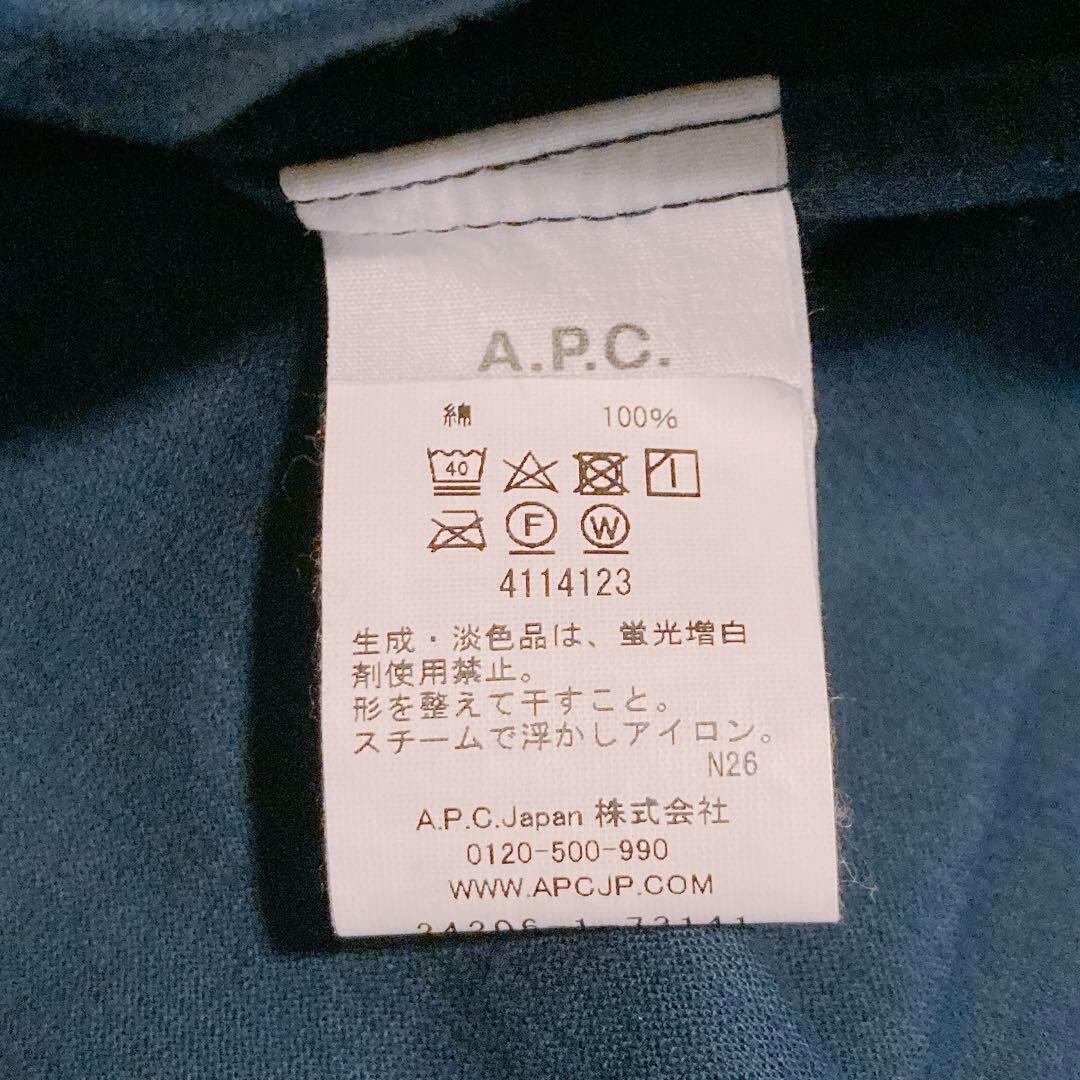 A.P.C.
綿 100%
40
F W
4114123
生成・淡色品は、蛍光増白
剤使用禁止。
形を整えて干すこと。
スチームで浮かしアイロン。
N26
A.P.C.Japan 株式会社
0120-500-990
WWW.APCJP.COM